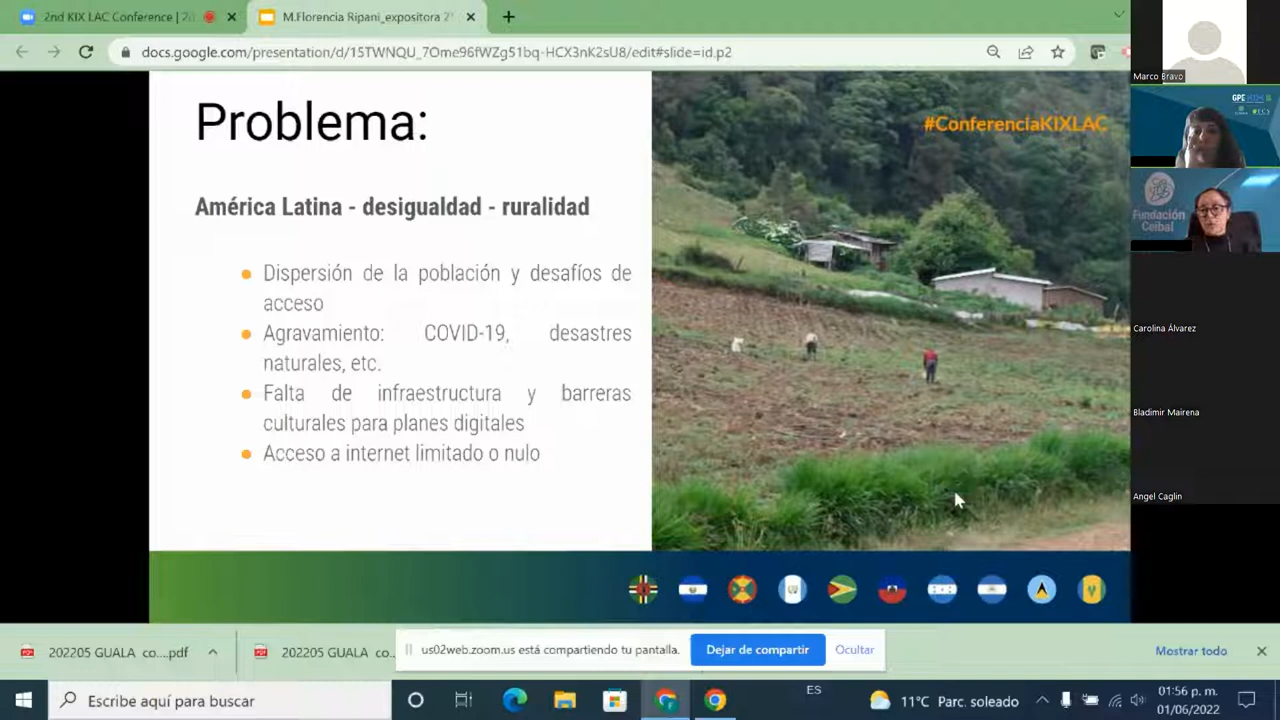 2nd KIX LAC Conference | 20
M.Florencia Ripani_expositora 2°
docs.google.com/presentation/d/15TWNQU_7Ome96fWZg51bq-HCX3nK2sU8/edit#slide=id.p2
Problema:
#ConferenciaKIXLAC
América Latina - desigualdad - ruralidad
Dispersión de la población y desafíos de
acceso
Agravamiento: COVID-19, desastres
naturales, etc.
Falta de infraestructura y barreras
culturales para planes digitales
Acceso a internet limitado o nulo
Marco Bravo
GPE
Fundación
Ceibal
Carolina Álvarez
Bladimir Mairena
Angel Caglin
202205 GUALA co....pdf
202205 GUALA co..
us02web.zoom.us está compartiendo tu pantalla.
Dejar de compartir
Ocultar
Mostrar todo
Escribe aquí para buscar
ES
11°C Parc. soleado
01:56 p. m.
01/06/2022